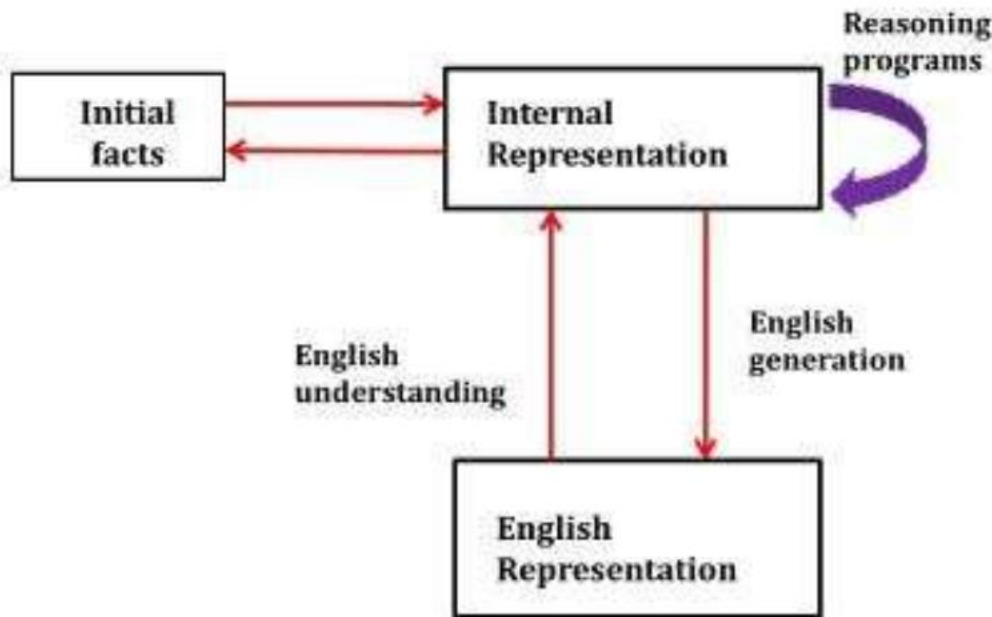 Reasoning
programs
Initial
facts
Internal
Representation
English
understanding
English
generation
English
Representation